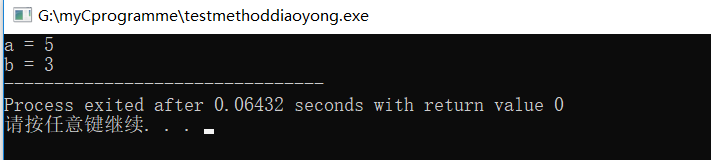 G:\myCprogramme\testmethoddiaoyong.exe
a = 5
b = 3
--------------------------------
Process exited after 0.06432 seconds with return value 0
请按任意键继续. . .